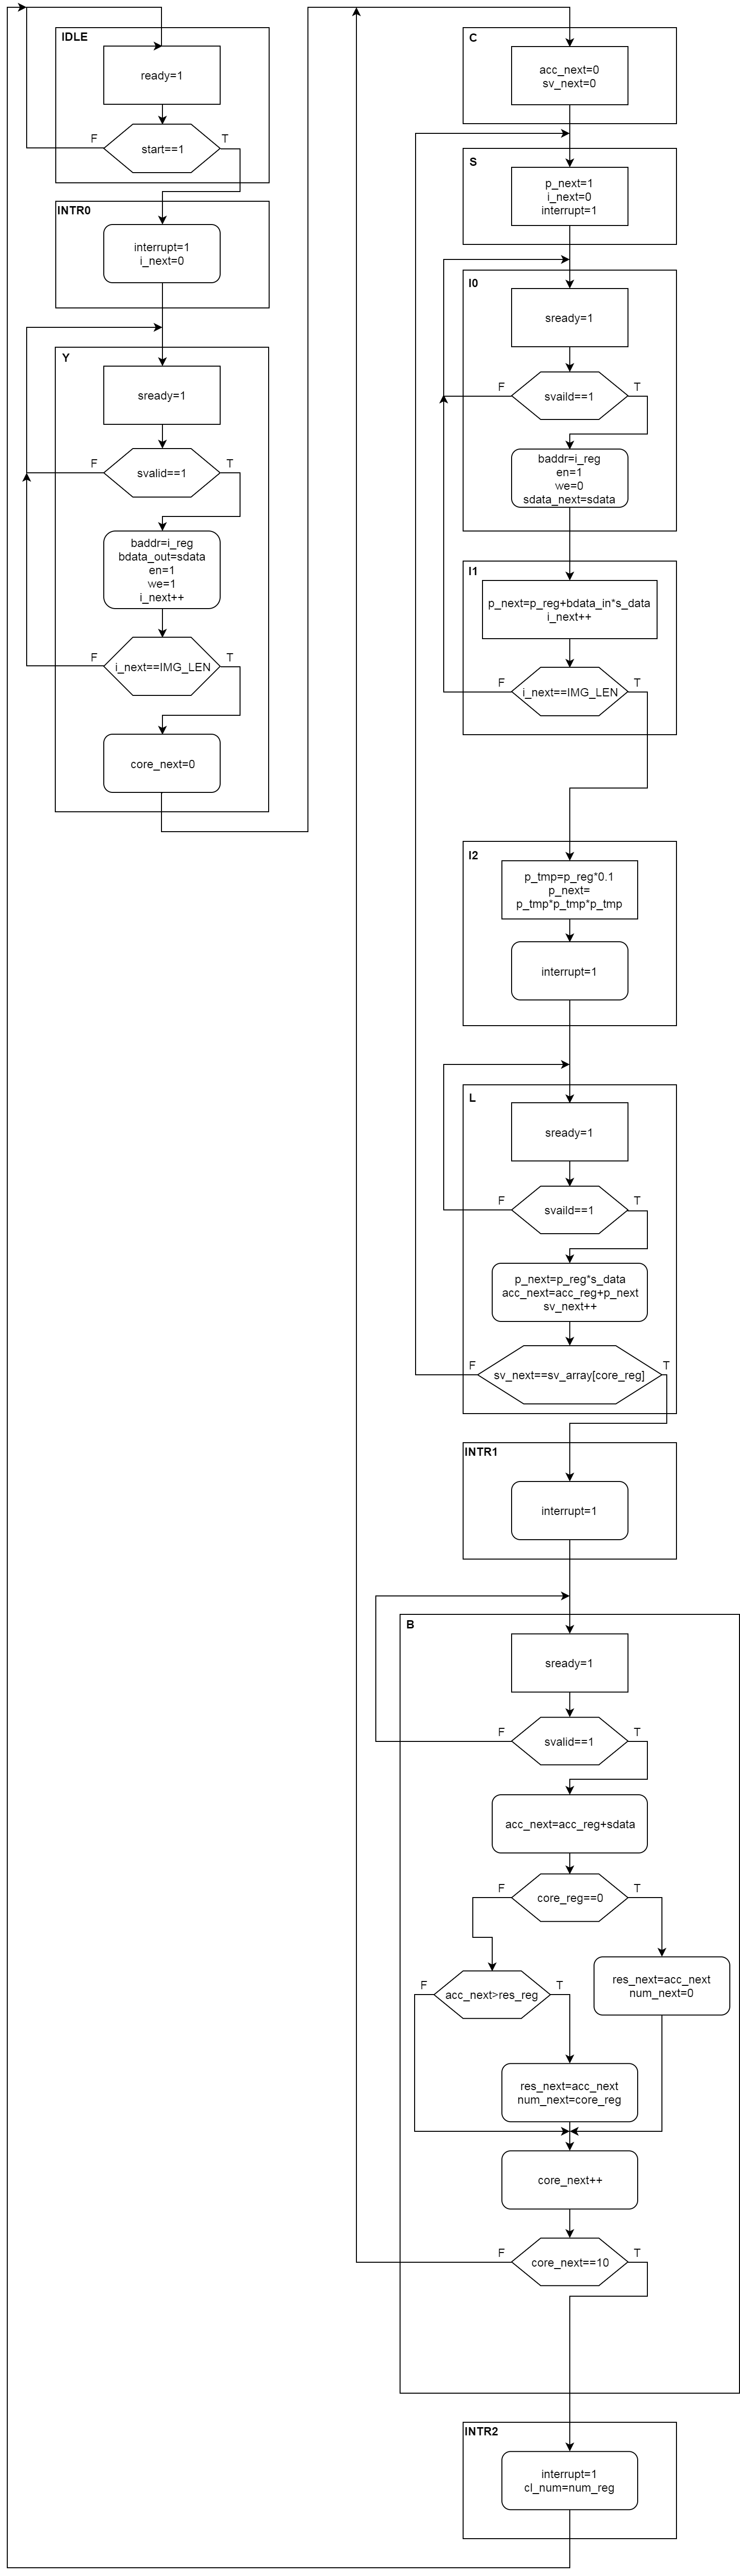 IDLE
ready=1
start==1
F
T
INTR0
interrupt=1
i_next=0
Y
sready=1
svalid==1
F
T
baddr=i_reg
bdata_out=sdata
en=1
we=1
i_next++
i_next==IMG_LEN
F
T
core_next=0
C
acc_next=0
sv_next=0
S
p_next=1
i_next=0
interrupt=1
I0
sready=1
svaild==1
F
T
baddr=i_reg
en=1
we=0
sdata_next=sdata
I1
p_next=p_reg+bdata_in*s_data
i_next++
i_next==IMG_LEN
F
T
I2
p_tmp=p_reg*0.1
p_next=
p_tmp*p_tmp*p_tmp
interrupt=1
L
sready=1
svaild==1
F
T
p_next=p_reg*s_data
acc_next=acc_reg+p_next
sv_next++
sv_next==sv_array[core_reg]
F
T
INTR1
interrupt=1
B
sready=1
svalid==1
F
T
acc_next=acc_reg+sdata
core_reg==0
F
T
res_next=acc_next
num_next=0
acc_next>res_reg
F
T
res_next=acc_next
num_next=core_reg
core_next++
core_next==10
F
T
INTR2
interrupt=1
cl_num=num_reg